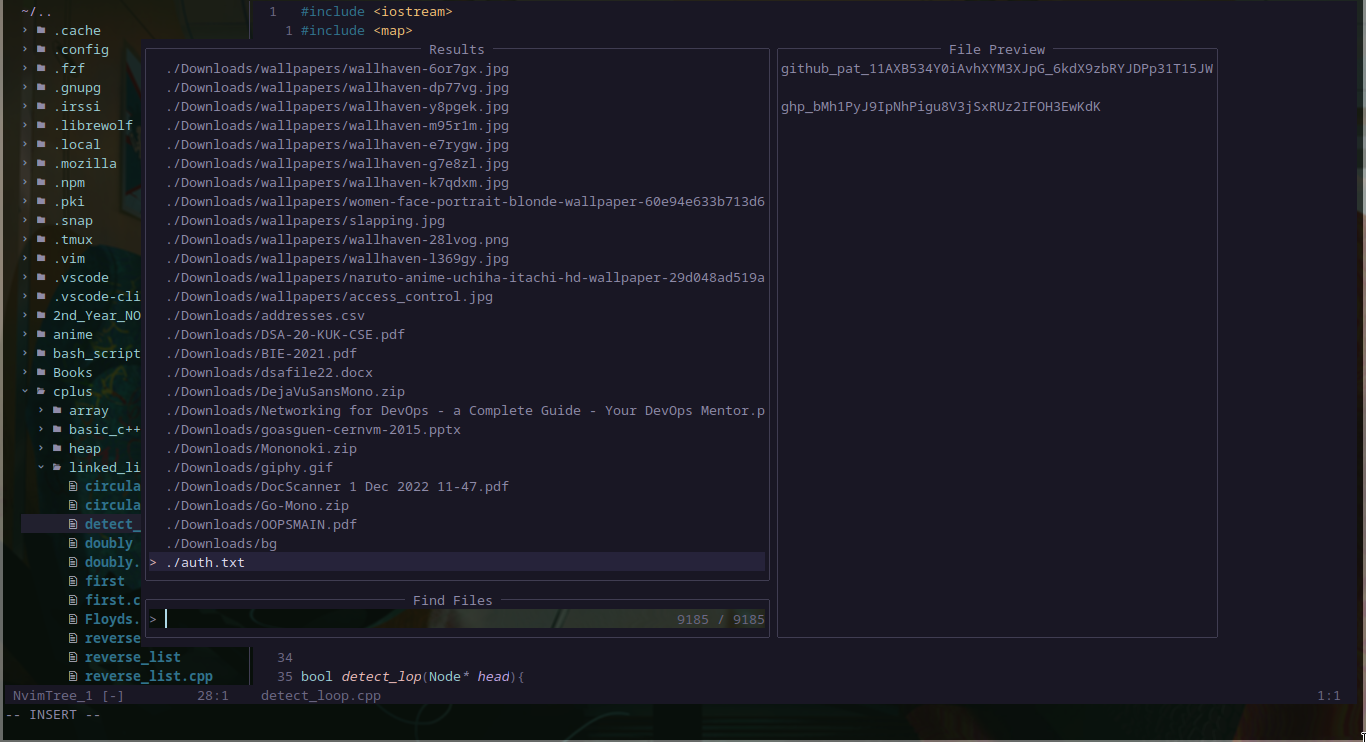 ~/..
.cache
.config
.fzf
.gnupg
.irssi
.librewolf
.local
.mozilla
.npm
.pki
.snap
.tmux
.vim
.vscode
.vscode-cli
2nd_Year_NO
anime
bash_script
Books
cplus
array
basic_c++
heap
linked_li
circula
circula
detect_
doubly
doubly.
first
first.c
Floyds.
reverse
reverse_list
reverse_list.cpp
1 #include <iostream>
1 #include <map>
Results
./Downloads/wallpapers/wallhaven-6or7gx.jpg
./Downloads/wallpapers/wallhaven-dp77vg.jpg
./Downloads/wallpapers/wallhaven-y8pgek.jpg
./Downloads/wallpapers/wallhaven-m95r1m.jpg
./Downloads/wallpapers/wallhaven-e7rygw.jpg
./Downloads/wallpapers/wallhaven-g7e8zl.jpg
./Downloads/wallpapers/wallhaven-k7qdxm.jpg
./Downloads/wallpapers/women-face-portrait-blonde-wallpaper-60e94e633b713d6
./Downloads/wallpapers/slapping.jpg
./Downloads/wallpapers/wallhaven-28lvog.png
./Downloads/wallpapers/wallhaven-l369gy.jpg
./Downloads/wallpapers/naruto-anime-uchiha-itachi-hd-wallpaper-29d048ad519a
./Downloads/wallpapers/access_control.jpg
./Downloads/addresses.csv
./Downloads/DSA-20-KUK-CSE.pdf
./Downloads/BIE-2021.pdf
./Downloads/dsafile22.docx
./Downloads/DejaVuSansMono.zip
./Downloads/Networking for DevOps - a Complete Guide - Your DevOps Mentor.p
./Downloads/goasguen-cernvm-2015.pptx
./Downloads/Mononoki.zip
./Downloads/giphy.gif
./Downloads/DocScanner 1 Dec 2022 11-47.pdf
./Downloads/Go-Mono.zip
./Downloads/OOPSMAIN.pdf
./Downloads/bg
> ./auth.txt
Find Files
> 9185 / 9185
File Preview
github_pat_11AXB534Y0iAvhXYM3XJpG_6kdX9zbRYJDPp31T15JW
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
34
35 bool detect_lop(Node* head){
NvimTree_1 [-] 28:1 detect_loop.cpp 1:1
-- INSERT --